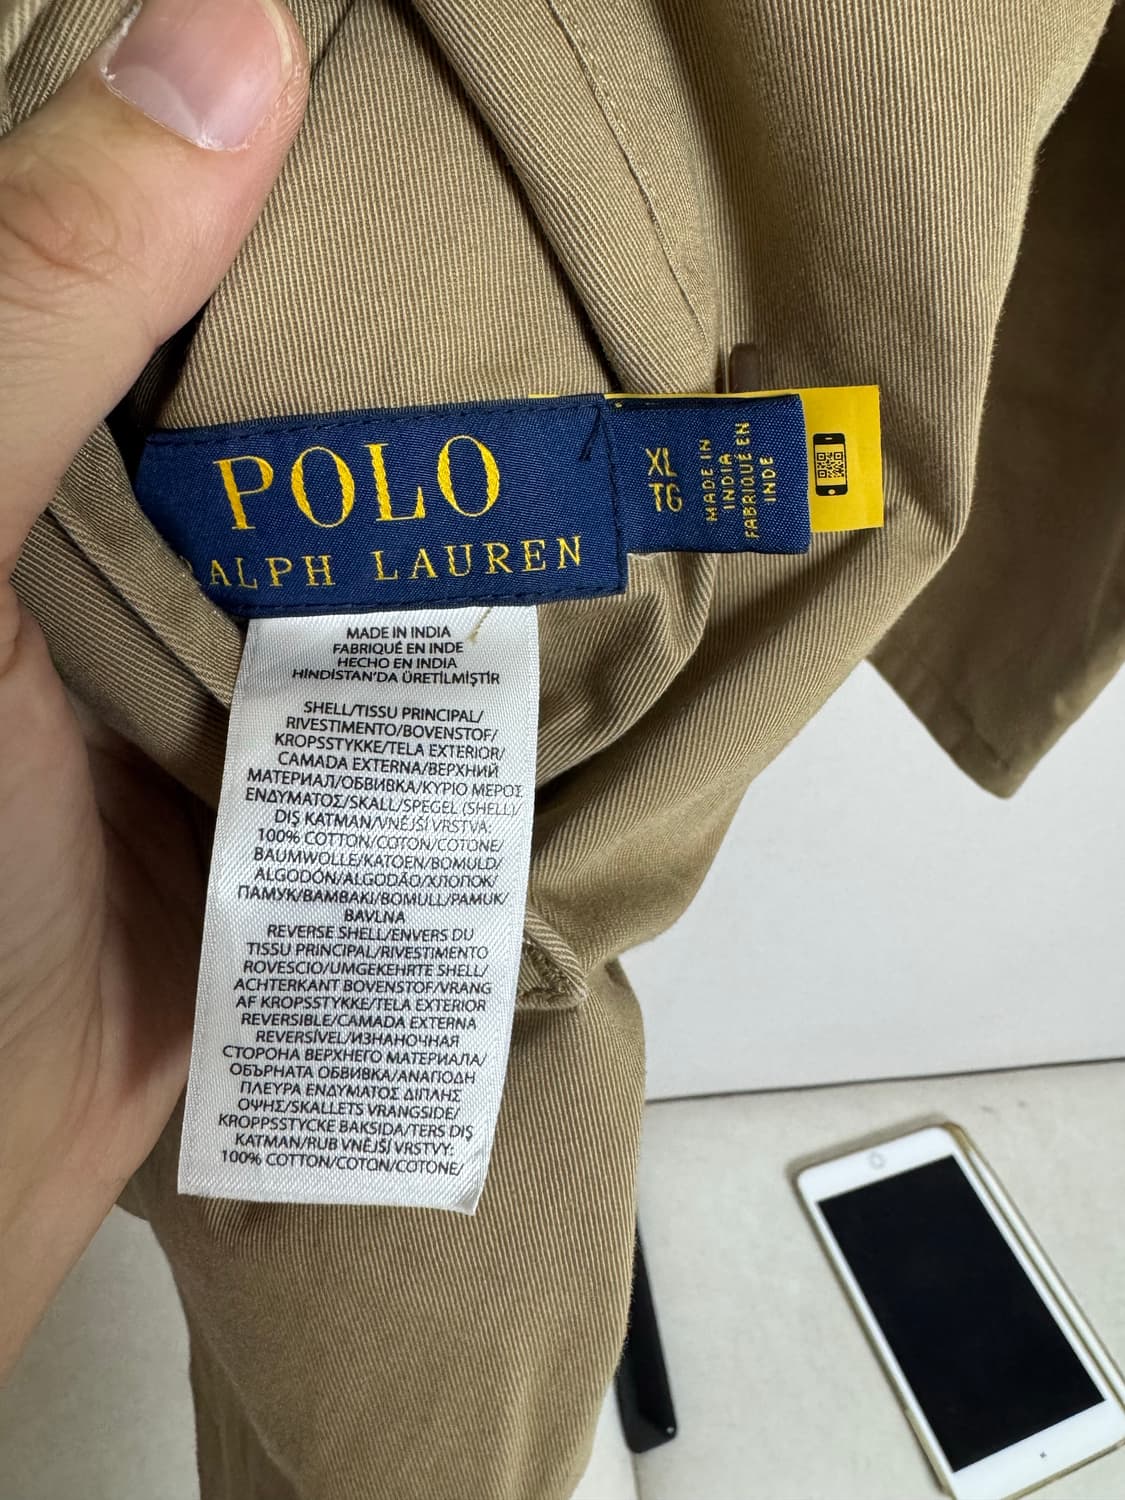 POLO
RALPH LAUREN
XL
TG
MADE IN
INDIA
FABRIQUÉ EN
INDE
MADE IN INDIA
FABRIQUÉ EN INDE
HECHO EN INDIA
HİNDİSTAN'DA ÜRETİLMİŞTİR
SHELL/TISSU PRINCIPAL/
RIVESTIMENTO/BOVENSTOF/
KROPSSTYKKE/TELA EXTERIOR/
CAMADA EXTERNA/ВЕРХНИЙ
МАТЕРИАЛ/ОБВИВКА/ΚΥΡΙΟ ΜΕΡΟΣ
ΕΝΔΥΜΑΤΟΣ/SKALL/SPEGEL (SHELL)/
DIŞ KATMAN/VNĚJŠÍ VRSTVA:
100% COTTON/COTON/COTONE/
BAUMWOLLE/KATOEN/BOMULD/
ALGODÓN/ALGODÃO/ХЛОПОК/
ПАМУК/ΒΑΜΒΑΚΙ/BOMULL/PAMUK/
BAVLNA
REVERSE SHELL/ENVERS DU
TISSU PRINCIPAL/RIVESTIMENTO
ROVESCIO/UMGEKEHRTE SHELL/
ACHTERKANT BOVENSTOF/VRANG
AF KROPSSTYKKE/TELA EXTERIOR
REVERSIBLE/CAMADA EXTERNA
REVERSÍVEL/ИЗНАНОЧНАЯ
СТОРОНА ВЕРХНЕГО МАТЕРИАЛА/
ОБЪРНАТА ОБВИВКА/ΑΝΑΠΟΔΗ
ΠΛΕΥΡΑ ΕΝΔΥΜΑΤΟΣ ΔΙΠΛΗΣ
ΟΨΗΣ/SKALLETS VRANGSIDE/
KROPPSSTYCKE BAKSIDA/TERS DIŞ
KATMAN/RUB VNĚJŠÍ VRSTVY:
100% COTTON/COTON/COTONE/